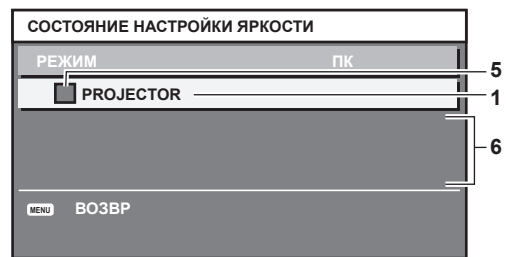 СОСТОЯНИЕ НАСТРОЙКИ ЯРКОСТИ
РЕЖИМ ПК
5
PROJECTOR 1
6
MENU ВОЗВР